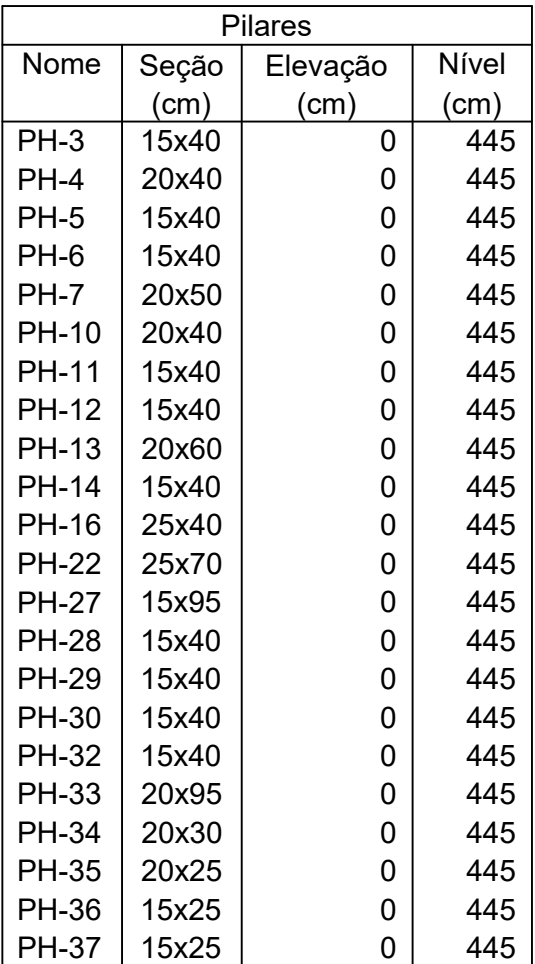 Pilares
Nome Seção Elevação Nível
(cm) (cm) (cm)
PH-3 15x40 0 445
PH-4 20x40 0 445
PH-5 15x40 0 445
PH-6 15x40 0 445
PH-7 20x50 0 445
PH-10 20x40 0 445
PH-11 15x40 0 445
PH-12 15x40 0 445
PH-13 20x60 0 445
PH-14 15x40 0 445
PH-16 25x40 0 445
PH-22 25x70 0 445
PH-27 15x95 0 445
PH-28 15x40 0 445
PH-29 15x40 0 445
PH-30 15x40 0 445
PH-32 15x40 0 445
PH-33 20x95 0 445
PH-34 20x30 0 445
PH-35 20x25 0 445
PH-36 15x25 0 445
PH-37 15x25 0 445